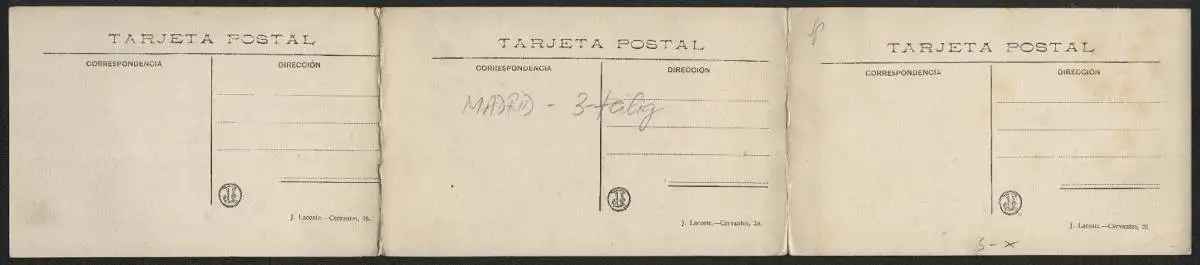 TARJETA POSTAL
CORRESPONDENCIA
DIRECCIÓN
J. Lacoste.—Cervantes, 28.
TARJETA POSTAL
CORRESPONDENCIA
DIRECCIÓN
MADRID - 3-teilig
J. Lacoste.—Cervantes, 28.
TARJETA POSTAL
CORRESPONDENCIA
DIRECCIÓN
J. Lacoste.—Cervantes, 28